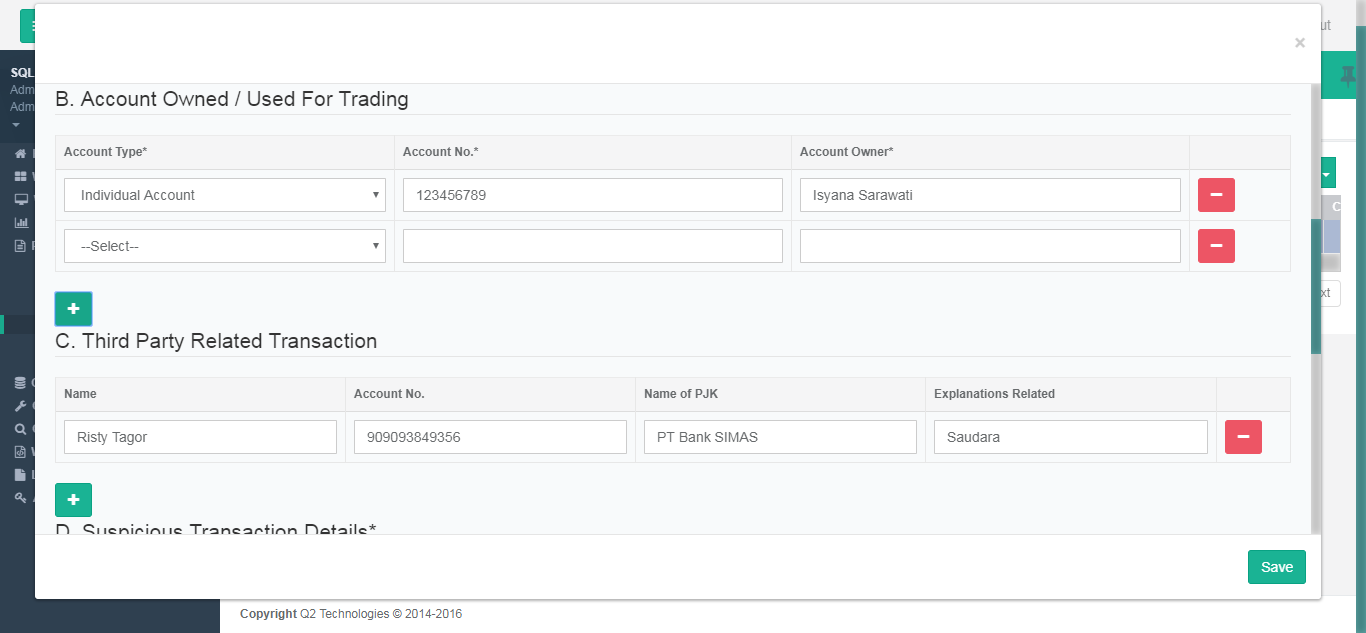 ×
ut
SQL
Adm
Adm
B. Account Owned / Used For Trading
Account Type* Account No.* Account Owner*
Individual Account 123456789 Isyana Sarawati
--Select--
C
xt
C. Third Party Related Transaction
Name Account No. Name of PJK Explanations Related
Risty Tagor 909093849356 PT Bank SIMAS Saudara
D. Suspicious Transaction Details*
Save
Copyright Q2 Technologies © 2014-2016